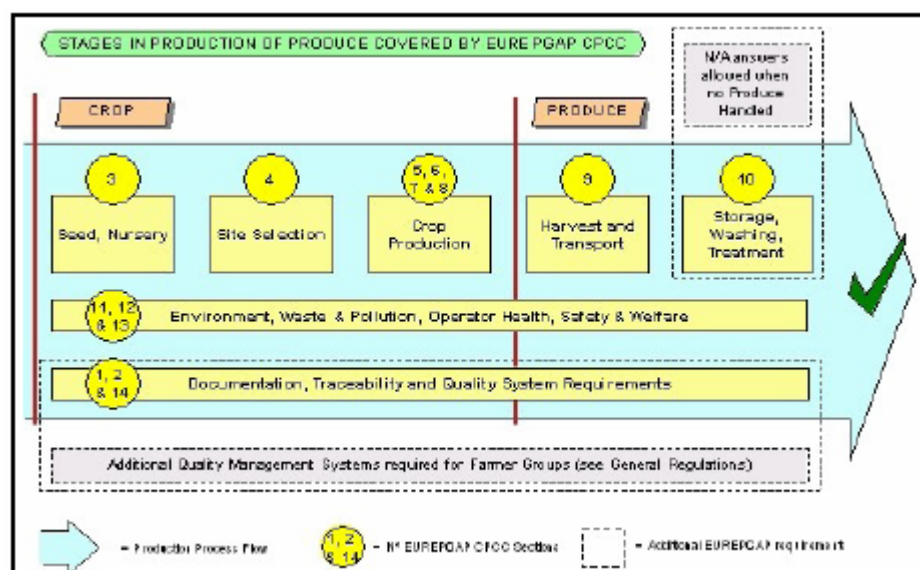 STAGES IN PRODUCTION OF PRODUCE COVERED BY EUREPGAP CPCC
N/A answers
allowed when
no Produce
Handled
CROP
PRODUCE
3
4
5, 6,
7 & 8
9
10
Seed, Nursery
Site Selection
Crop
Production
Harvest and
Transport
Storage,
Washing,
Treatment
11, 12
& 13
Environment, Waste & Pollution, Operator Health, Safety & Welfare
1, 2
& 14
Documentation, Traceability and Quality System Requirements
Additional Quality Management Systems required for Farmer Groups (see General Regulations)
= Production Process Flow
1, 2
& 14
= Nº EUREPGAP CPCC Sections
= Additional EUREPGAP requirement